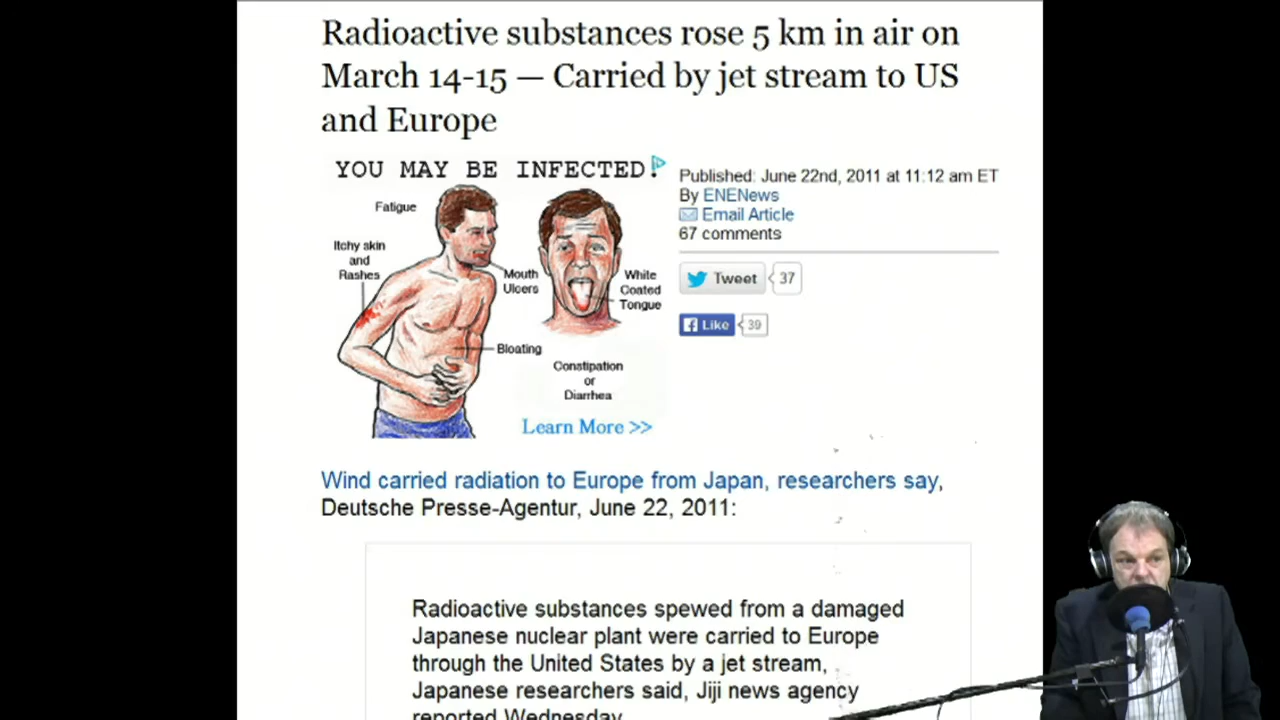 Radioactive substances rose 5 km in air on
March 14-15 — Carried by jet stream to US
and Europe
YOU MAY BE INFECTED!
Fatigue
Itchy skin
and
Rashes
Mouth
Ulcers
White
Coated
Tongue
Bloating
Constipation
or
Diarrhea
Learn More >>
Published: June 22nd, 2011 at 11:12 am ET
By ENENews
Email Article
67 comments
Tweet 37
Like 39
Wind carried radiation to Europe from Japan, researchers say,
Deutsche Presse-Agentur, June 22, 2011:
Radioactive substances spewed from a damaged
Japanese nuclear plant were carried to Europe
through the United States by a jet stream,
Japanese researchers said, Jiji news agency
reported Wednesday.